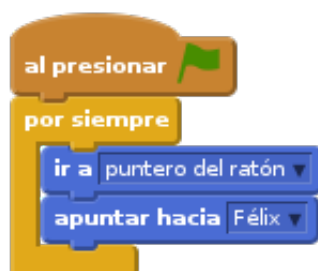 al presionar
por siempre
ir a puntero del ratón
apuntar hacia Félix